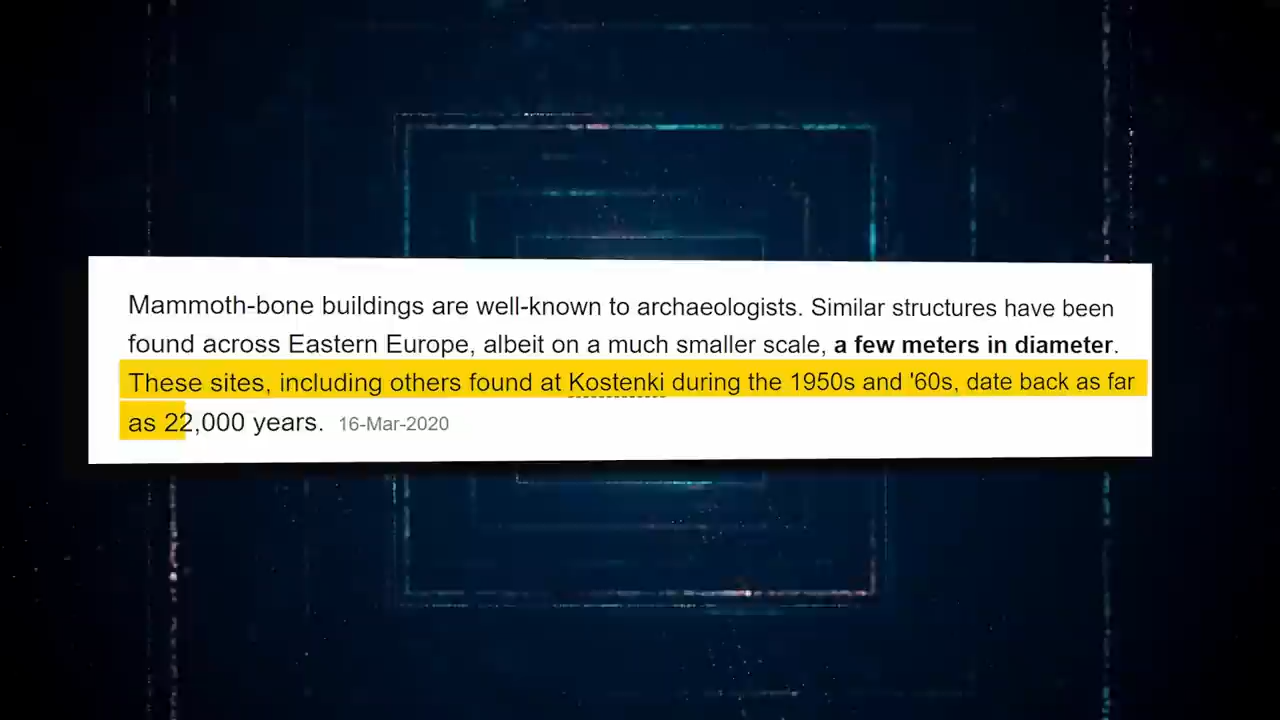 Mammoth-bone buildings are well-known to archaeologists. Similar structures have been
found across Eastern Europe, albeit on a much smaller scale, a few meters in diameter.
These sites, including others found at Kostenki during the 1950s and '60s, date back as far
as 22,000 years. 16-Mar-2020